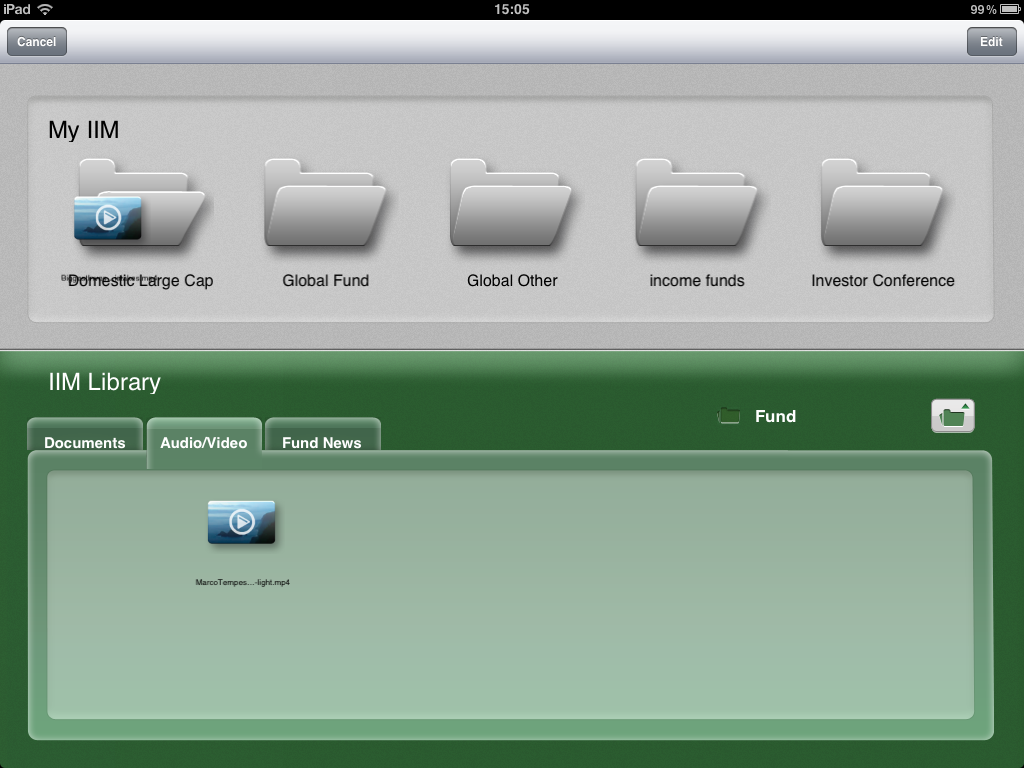 iPad 15:05 99%
Cancel Edit
My IIM
Domestic Large Cap Global Fund Global Other income funds Investor Conference
IIM Library
Fund
Documents Audio/Video Fund News
MarcoTempes...-light.mp4